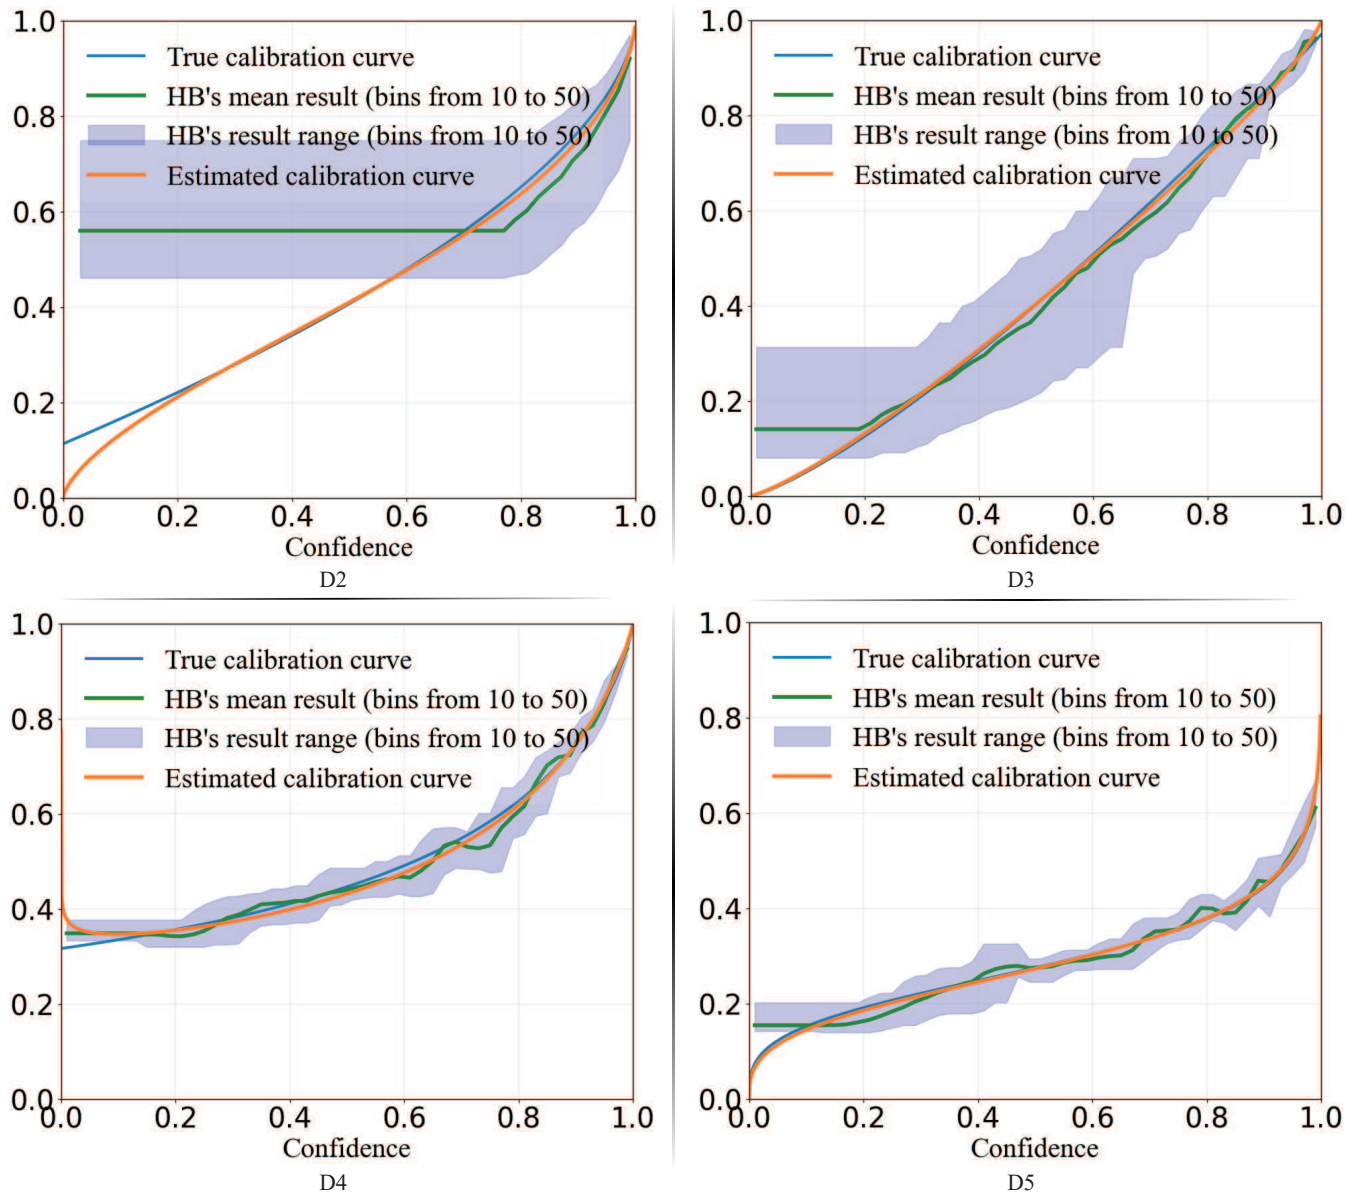 1.0
True calibration curve
HB's mean result (bins from 10 to 50)
0.8
HB's result range (bins from 10 to 50)
Estimated calibration curve
0.6
0.4
0.2
0.0
0.0 0.2 0.4 0.6 0.8 1.0
Confidence
D2
1.0
True calibration curve
HB's mean result (bins from 10 to 50)
0.8
HB's result range (bins from 10 to 50)
Estimated calibration curve
0.6
0.4
0.2
0.0
0.0 0.2 0.4 0.6 0.8 1.0
Confidence
D3
1.0
True calibration curve
HB's mean result (bins from 10 to 50)
0.8
HB's result range (bins from 10 to 50)
Estimated calibration curve
0.6
0.4
0.2
0.0
0.0 0.2 0.4 0.6 0.8 1.0
Confidence
D4
1.0
True calibration curve
HB's mean result (bins from 10 to 50)
0.8
HB's result range (bins from 10 to 50)
Estimated calibration curve
0.6
0.4
0.2
0.0
0.0 0.2 0.4 0.6 0.8 1.0
Confidence
D5